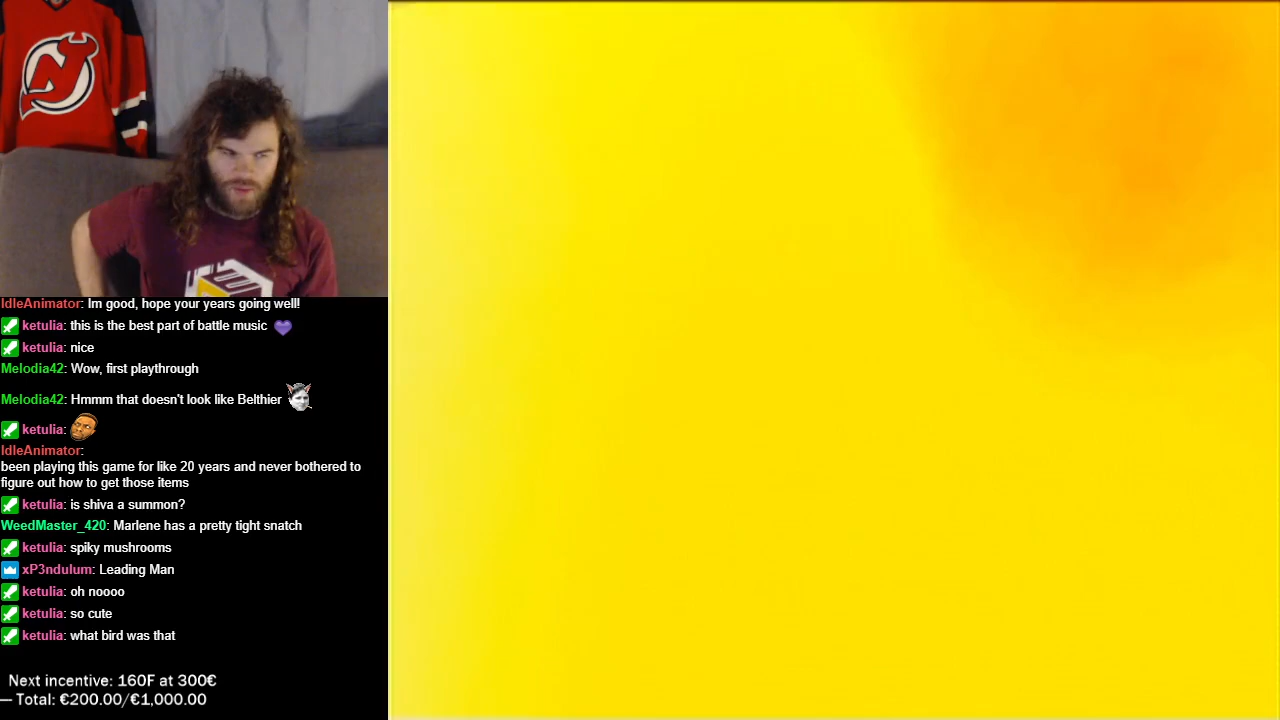 IdleAnimator: Im good, hope your years going well!
ketulia: this is the best part of battle music
ketulia: nice
Melodia42: Wow, first playthrough
Melodia42: Hmmm that doesn't look like Belthier
ketulia:
IdleAnimator:
been playing this game for like 20 years and never bothered to
figure out how to get those items
ketulia: is shiva a summon?
WeedMaster_420: Marlene has a pretty tight snatch
ketulia: spiky mushrooms
xP3ndulum: Leading Man
ketulia: oh noooo
ketulia: so cute
ketulia: what bird was that
Next incentive: 160F at 300€
— Total: €200.00/€1,000.00